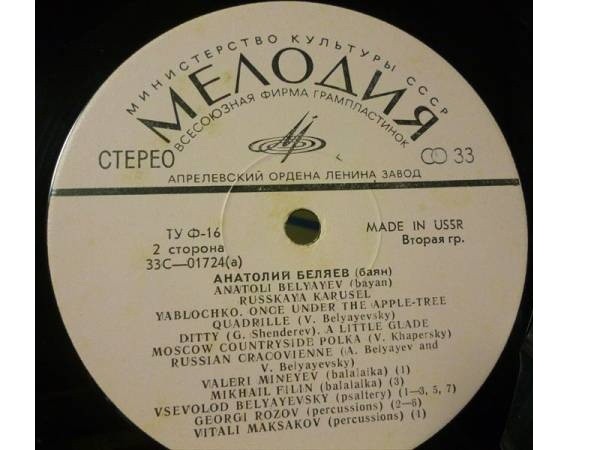 МИНИСТЕРСТВО КУЛЬТУРЫ СССР
МЕЛОДИЯ
ВСЕСОЮЗНАЯ ФИРМА ГРАМПЛАСТИНОК
СТЕРЕО
33
АПРЕЛЕВСКИЙ ОРДЕНА ЛЕНИНА ЗАВОД
ТУ Ф-16
2 сторона
33С—01724(а)
MADE IN USSR
Вторая гр.
АНАТОЛИЙ БЕЛЯЕВ (баян)
ANATOLI BELYAYEV (bayan)
RUSSKAYA KARUSEL
YABLOCHKO. ONCE UNDER THE APPLE-TREE
QUADRILLE (V. Belyayevsky)
DITTY (G. Shenderev). A LITTLE GLADE
MOSCOW COUNTRYSIDE POLKA (V. Khapersky)
RUSSIAN CRACOVIENNE (A. Belyayev and
V. Belyayevsky)
VALERI MINEYEV (balalaika) (1)
MIKHAIL FILIN (balalaika) (3)
VSEVOLOD BELYAYEVSKY (psaltery) (1—3, 5, 7)
GEORGI ROZOV (percussions) (2—6)
VITALI MAKSAKOV (percussions) (1)